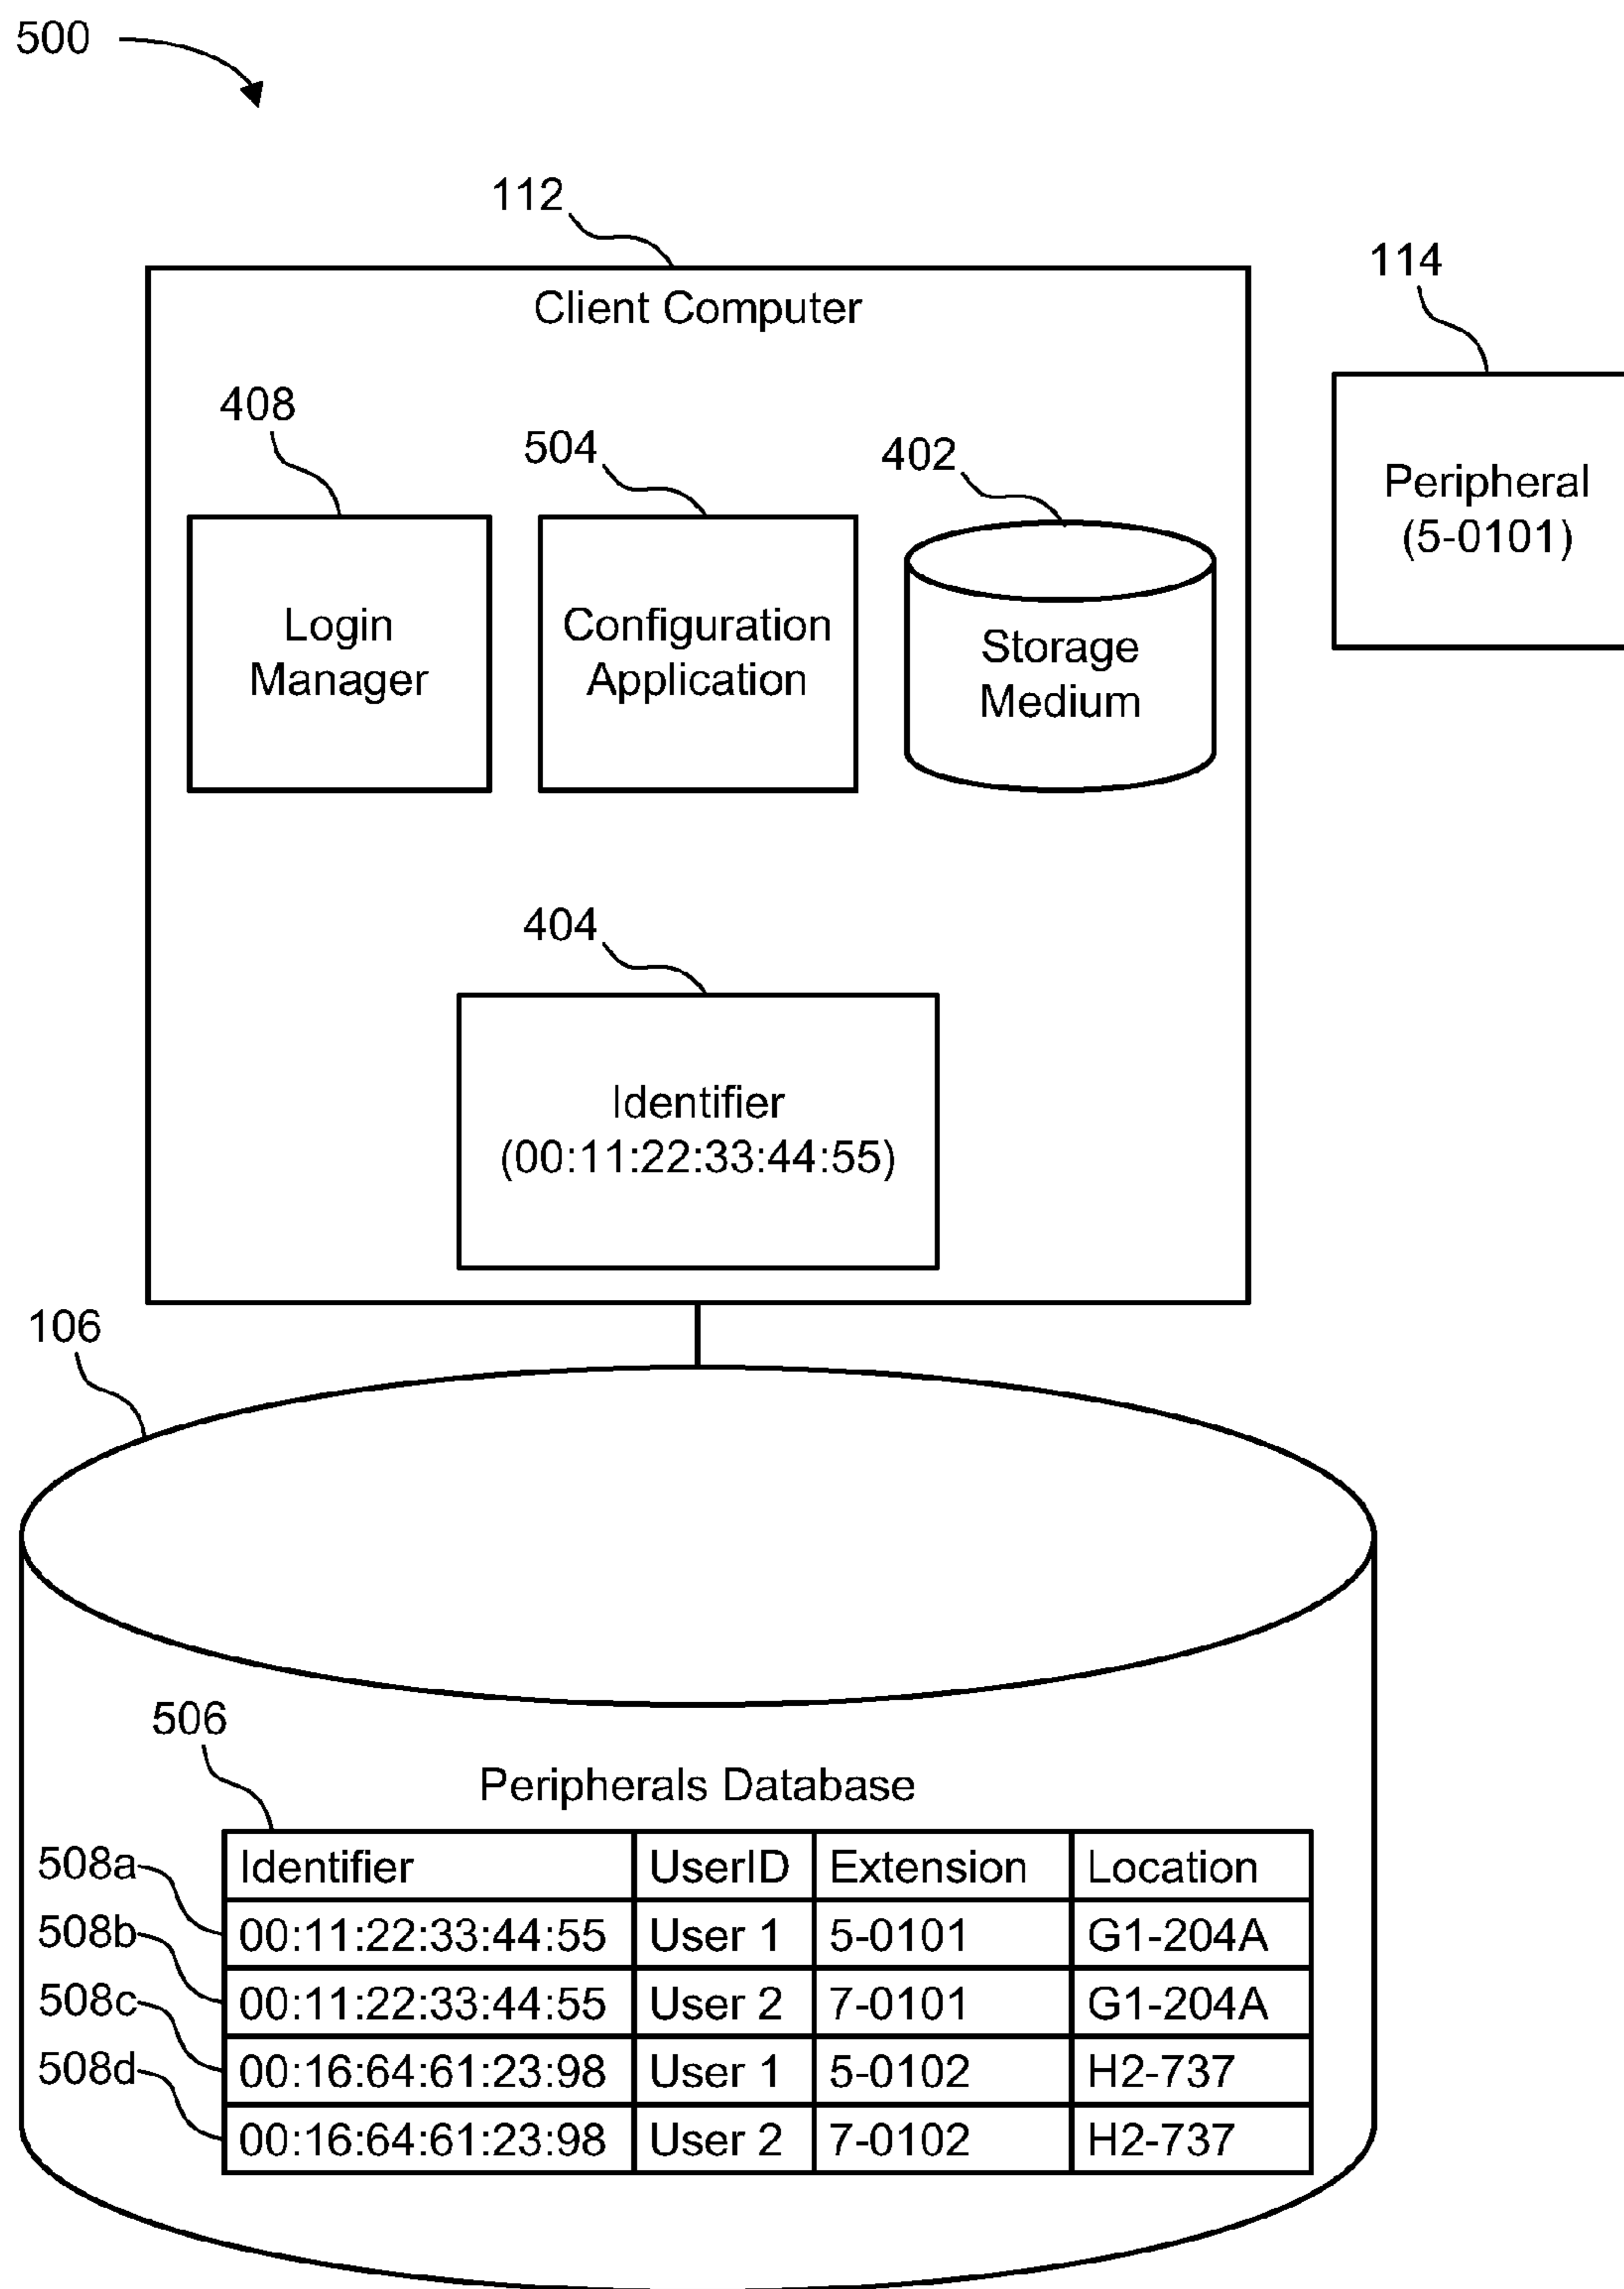 500
112
Client Computer
114
Peripheral
(5-0101)
408
504
402
Login
Manager
Configuration
Application
Storage
Medium
404
Identifier
(00:11:22:33:44:55)
106
506
Peripherals Database
508a
508b
508c
508d
Identifier UserID Extension Location
00:11:22:33:44:55 User 1 5-0101 G1-204A
00:11:22:33:44:55 User 2 7-0101 G1-204A
00:16:64:61:23:98 User 1 5-0102 H2-737
00:16:64:61:23:98 User 2 7-0102 H2-737